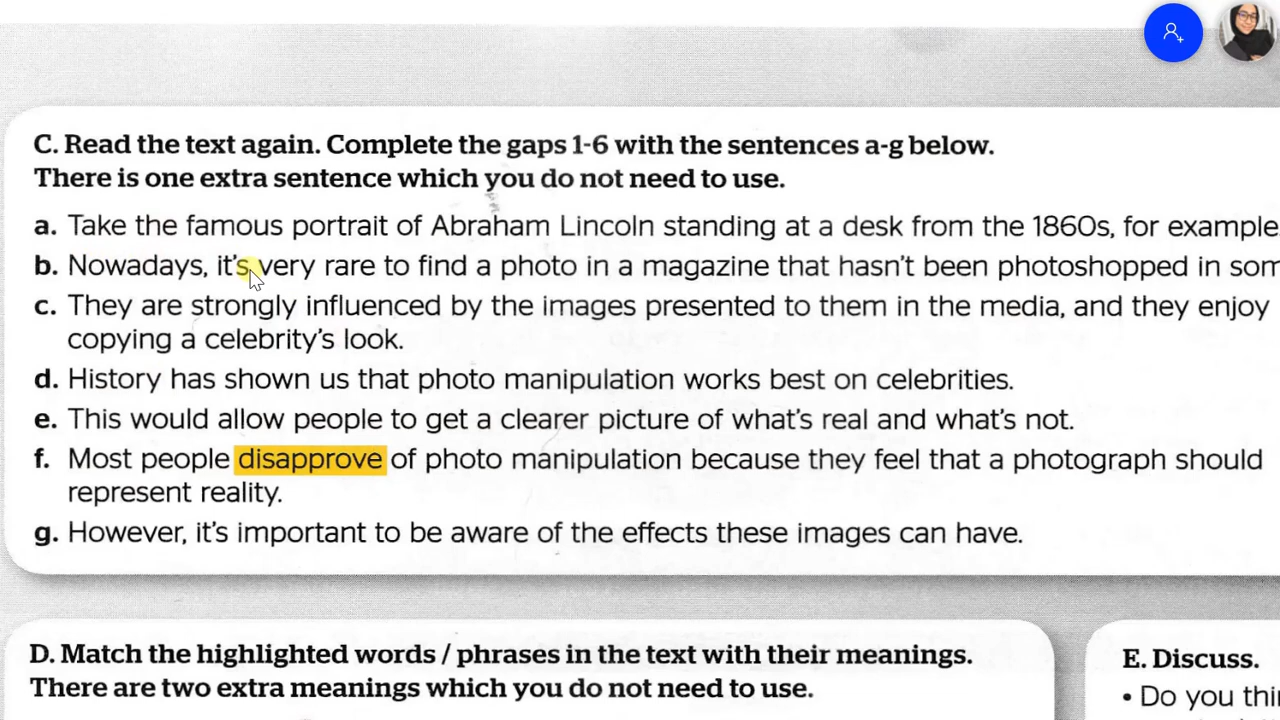 C. Read the text again. Complete the gaps 1-6 with the sentences a-g below.
There is one extra sentence which you do not need to use.
a. Take the famous portrait of Abraham Lincoln standing at a desk from the 1860s, for example
b. Nowadays, it's very rare to find a photo in a magazine that hasn't been photoshopped in
c. They are strongly influenced by the images presented to them in the media, and they enjoy
copying a celebrity's look.
d. History has shown us that photo manipulation works best on celebrities.
e. This would allow people to get a clearer picture of what's real and what's not.
f. Most people disapprove of photo manipulation because they feel that a photograph should
represent reality.
g. However, it's important to be aware of the effects these images can have.
D. Match the highlighted words / phrases in the text with their meanings.
There are two extra meanings which you do not need to use.
E. Discuss.
• Do you